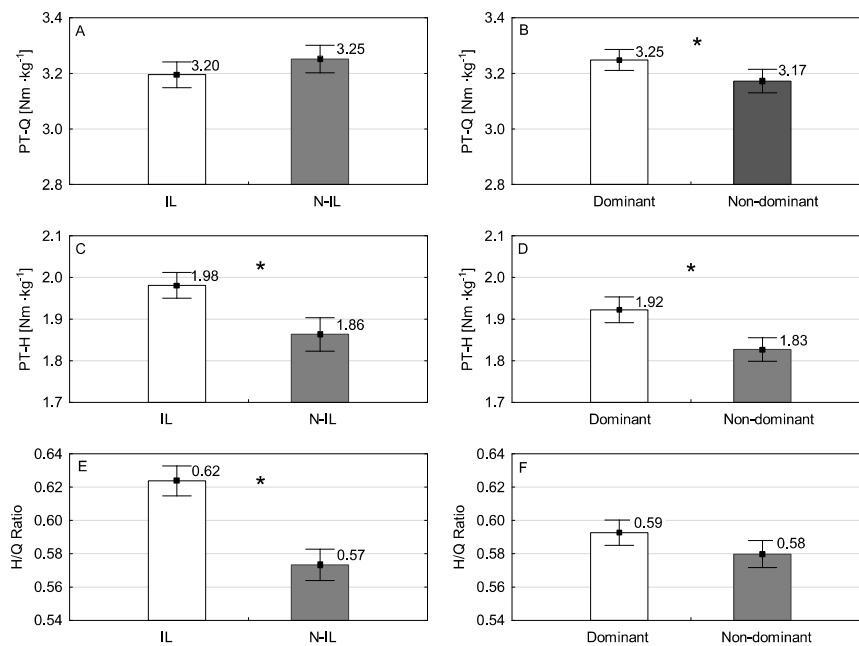 A
PT-Q [Nm ·kg-1]
3.4
3.2
3.0
2.8
3.20
3.25
IL
N-IL
B
*
PT-Q [Nm ·kg-1]
3.4
3.2
3.0
2.8
3.25
3.17
Dominant
Non-dominant
C
*
PT-H [Nm ·kg-1]
2.1
2.0
1.9
1.8
1.7
1.98
1.86
IL
N-IL
D
*
PT-H [Nm ·kg-1]
2.1
2.0
1.9
1.8
1.7
1.92
1.83
Dominant
Non-dominant
E
*
H/Q Ratio
0.64
0.62
0.60
0.58
0.56
0.54
0.62
0.57
IL
N-IL
F
H/Q Ratio
0.64
0.62
0.60
0.58
0.56
0.54
0.59
0.58
Dominant
Non-dominant